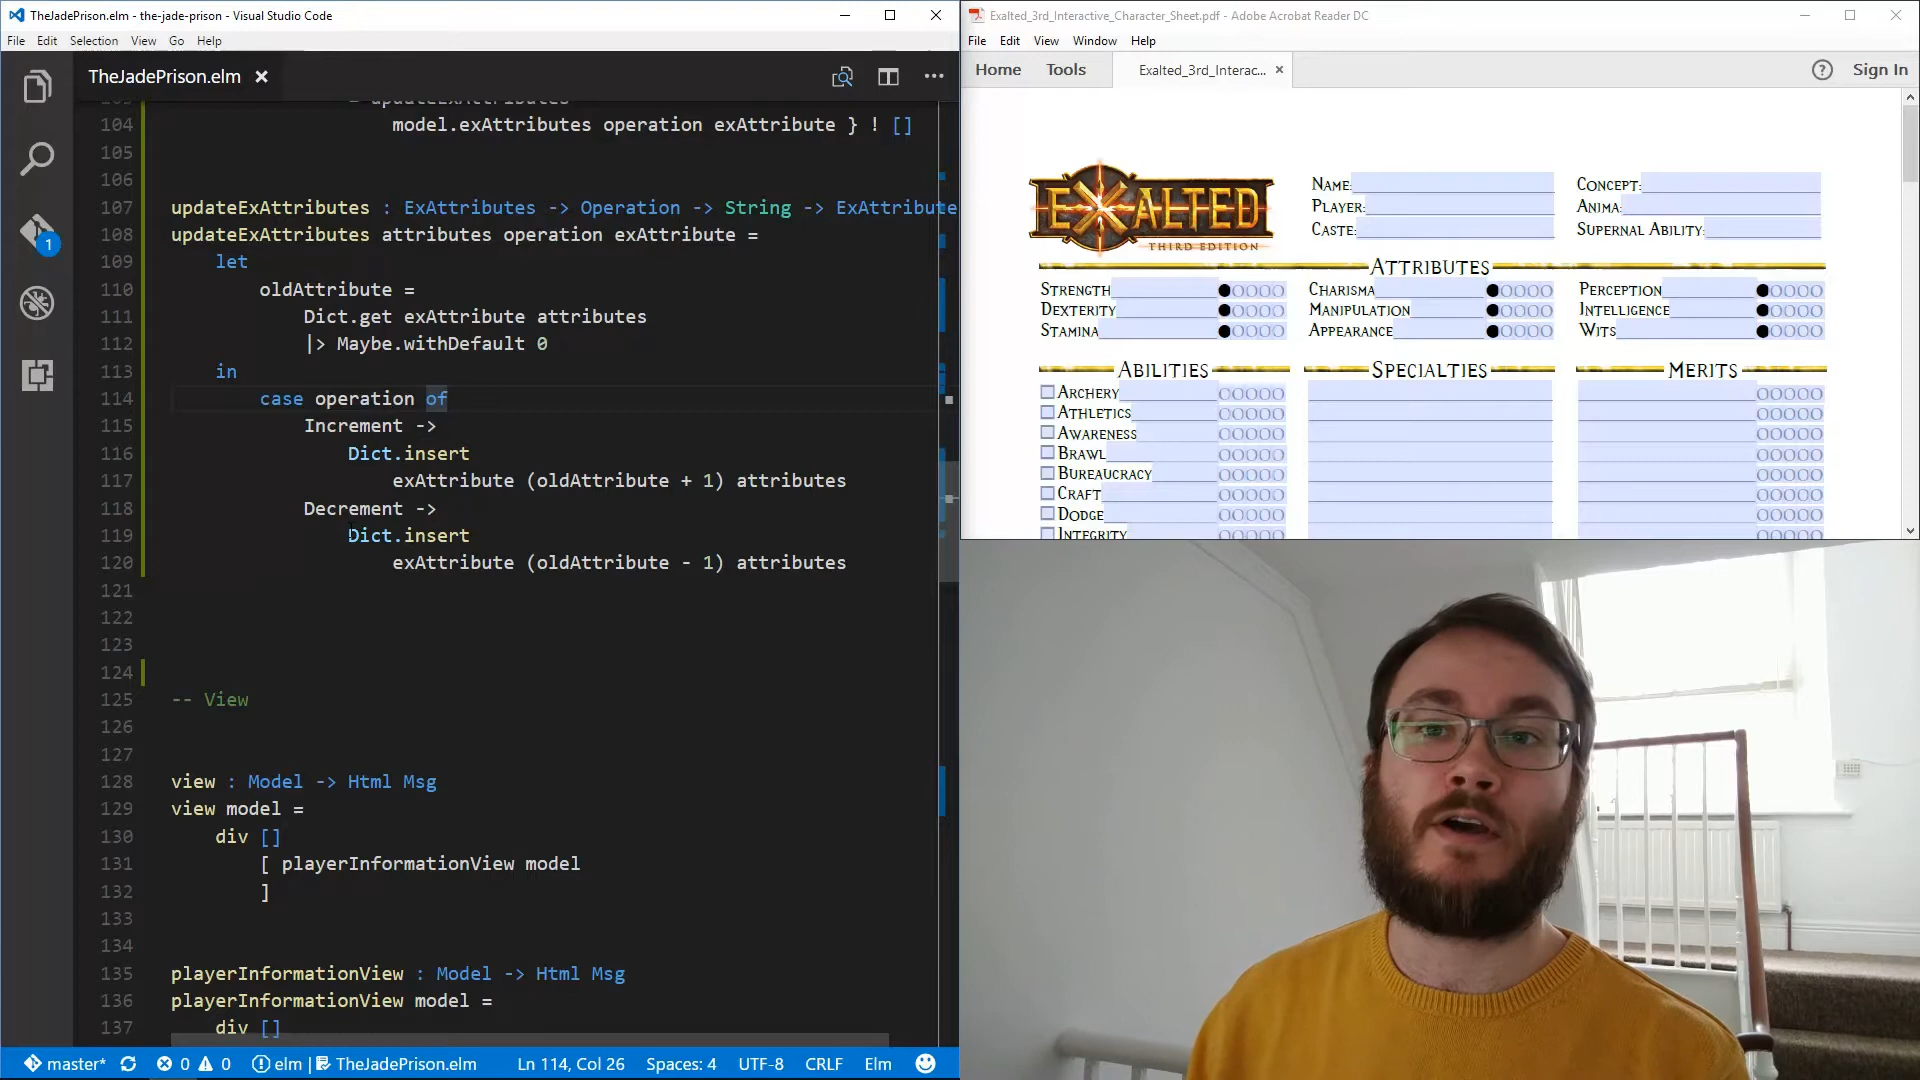 TheJadePrison.elm - the-jade-prison - Visual Studio Code
File Edit Selection View Go Help
TheJadePrison.elm
104 model.exAttributes operation exAttribute } ! []
105
106
107 updateExAttributes : ExAttributes -> Operation -> String -> ExAttribute
108 updateExAttributes attributes operation exAttribute =
109 let
110 oldAttribute =
111 Dict.get exAttribute attributes
112 |> Maybe.withDefault 0
113 in
114 case operation of
115 Increment ->
116 Dict.insert
117 exAttribute (oldAttribute + 1) attributes
118 Decrement ->
119 Dict.insert
120 exAttribute (oldAttribute - 1) attributes
121
122
123
124
125 -- View
126
127
128 view : Model -> Html Msg
129 view model =
130 div []
131 [ playerInformationView model
132 ]
133
134
135 playerInformationView : Model -> Html Msg
136 playerInformationView model =
137 div []
1
master* 0 0 elm TheJadePrison.elm Ln 114, Col 26 Spaces: 4 UTF-8 CRLF Elm
Exalted_3rd_Interactive_Character_Sheet.pdf - Adobe Acrobat Reader DC
File Edit View Window Help
Home Tools Exalted_3rd_Interac... Sign In
EXALTED
THIRD EDITION
Name: Concept:
Player: Anima:
Caste: Supernal Ability:
Attributes
Strength Charisma Perception
Dexterity Manipulation Intelligence
Stamina Appearance Wits
Abilities Specialties Merits
Archery
Athletics
Awareness
Brawl
Bureaucracy
Craft
Dodge
Integrity